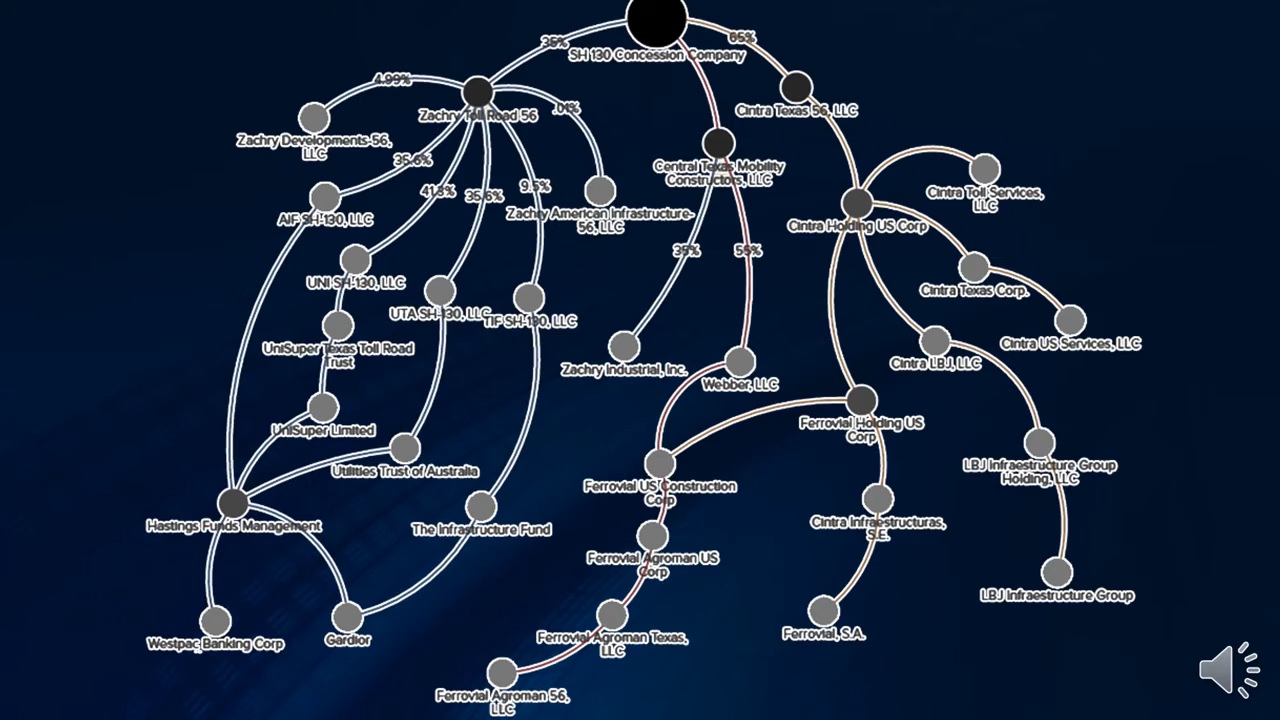 35%
65%
SH 130 Concession Company
4.99%
Zachry Toll Road 56
.01%
Cintra Texas 56, LLC
Zachry Developments-56,
LLC
36.6%
Central Texas Mobility
Constructors, LLC
41.3%
35.6%
9.5%
Cintra Toll Services,
LLC
AIF SH-130, LLC
Zachry American Infrastructure-
56, LLC
Cintra Holding US Corp
UNI SH-130, LLC
Cintra Texas Corp.
UTA SH-130, LLC
TIF SH-130, LLC
UniSuper Texas Toll Road
Trust
Cintra US Services, LLC
Zachry Industrial, Inc.
Webber, LLC
Cintra LBJ, LLC
UniSuper Limited
Ferrovial Holding US
Corp
Utilities Trust of Australia
LBJ Infraestructure Group
Holding, LLC
Ferrovial US Construction
Corp
Hastings Funds Management
The Infrastructure Fund
Cintra Infraestructuras,
S.E.
Ferrovial Agroman US
Corp
LBJ Infraestructure Group
Westpac Banking Corp
Gardior
Ferrovial Agroman Texas,
LLC
Ferrovial, S.A.
Ferrovial Agroman 56,
LLC